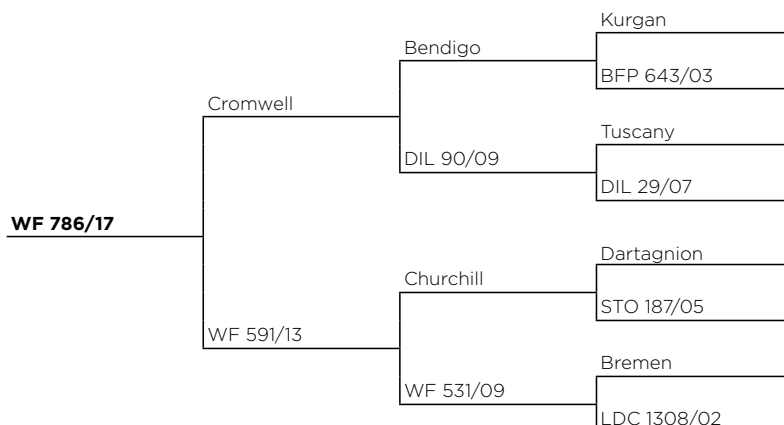 Kurgan
Bendigo
BFP 643/03
Cromwell
Tuscany
DIL 90/09
DIL 29/07
WF 786/17
Dartagnion
Churchill
STO 187/05
WF 591/13
Bremen
WF 531/09
LDC 1308/02